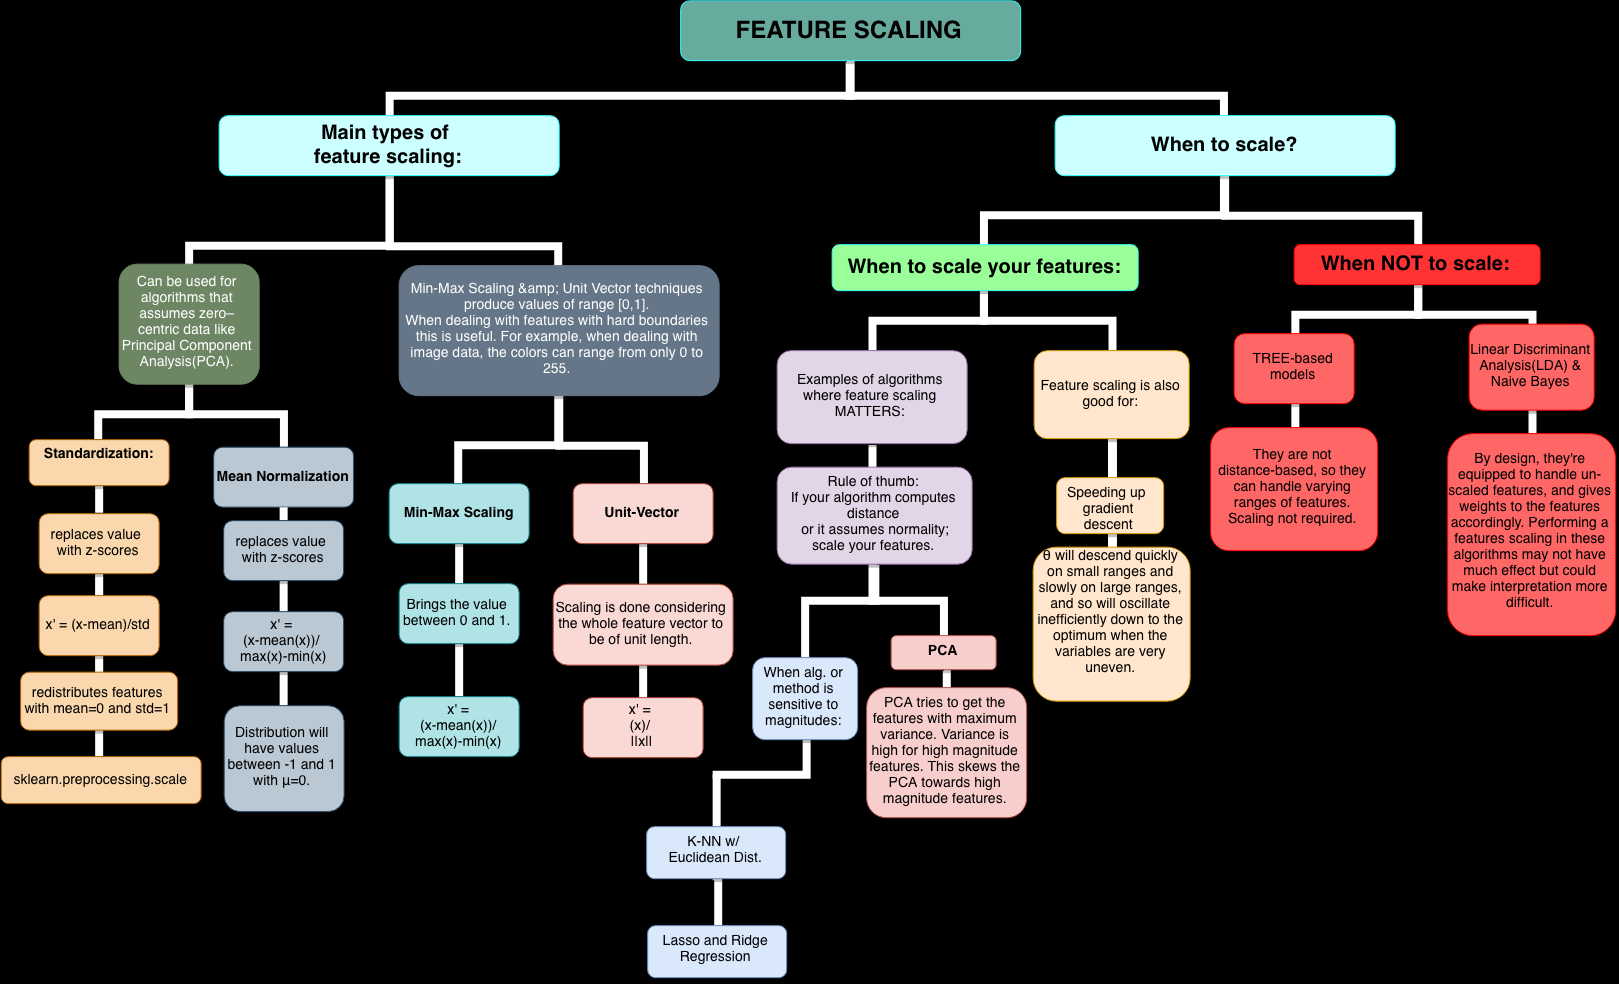 FEATURE SCALING
Main types of
feature scaling:
When to scale?
Can be used for
algorithms that
assumes zero–
centric data like
Principal Component
Analysis(PCA).
Min-Max Scaling &amp; Unit Vector techniques
produce values of range [0,1].
When dealing with features with hard boundaries
this is useful. For example, when dealing with
image data, the colors can range from only 0 to
255.
When to scale your features:
When NOT to scale:
Standardization:
replaces value
with z-scores
x' = (x-mean)/std
redistributes features
with mean=0 and std=1
sklearn.preprocessing.scale
Mean Normalization
replaces value
with z-scores
x' =
(x-mean(x))/
max(x)-min(x)
Distribution will
have values
between -1 and 1
with μ=0.
Min-Max Scaling
Brings the value
between 0 and 1.
x' =
(x-mean(x))/
max(x)-min(x)
Unit-Vector
Scaling is done considering
the whole feature vector to
be of unit length.
x' =
(x)/
||x||
Examples of algorithms
where feature scaling
MATTERS:
Rule of thumb:
If your algorithm computes
distance
or it assumes normality;
scale your features.
When alg. or
method is
sensitive to
magnitudes:
K-NN w/
Euclidean Dist.
Lasso and Ridge
Regression
PCA
PCA tries to get the
features with maximum
variance. Variance is
high for high magnitude
features. This skews the
PCA towards high
magnitude features.
Feature scaling is also
good for:
Speeding up
gradient
descent
θ will descend quickly
on small ranges and
slowly on large ranges,
and so will oscillate
inefficiently down to the
optimum when the
variables are very
uneven.
TREE-based
models
They are not
distance-based, so they
can handle varying
ranges of features.
Scaling not required.
Linear Discriminant
Analysis(LDA) &
Naive Bayes
By design, they're
equipped to handle un-
scaled features, and gives
weights to the features
accordingly. Performing a
features scaling in these
algorithms may not have
much effect but could
make interpretation more
difficult.